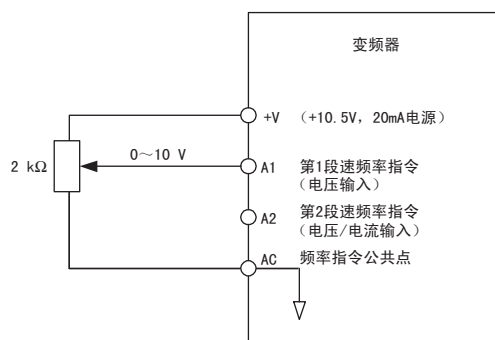 变频器
+V （+10.5V，20mA电源）
0～10 V
2 kΩ
A1 第1段速频率指令
（电压输入）
A2 第2段速频率指令
（电压/电流输入）
AC 频率指令公共点